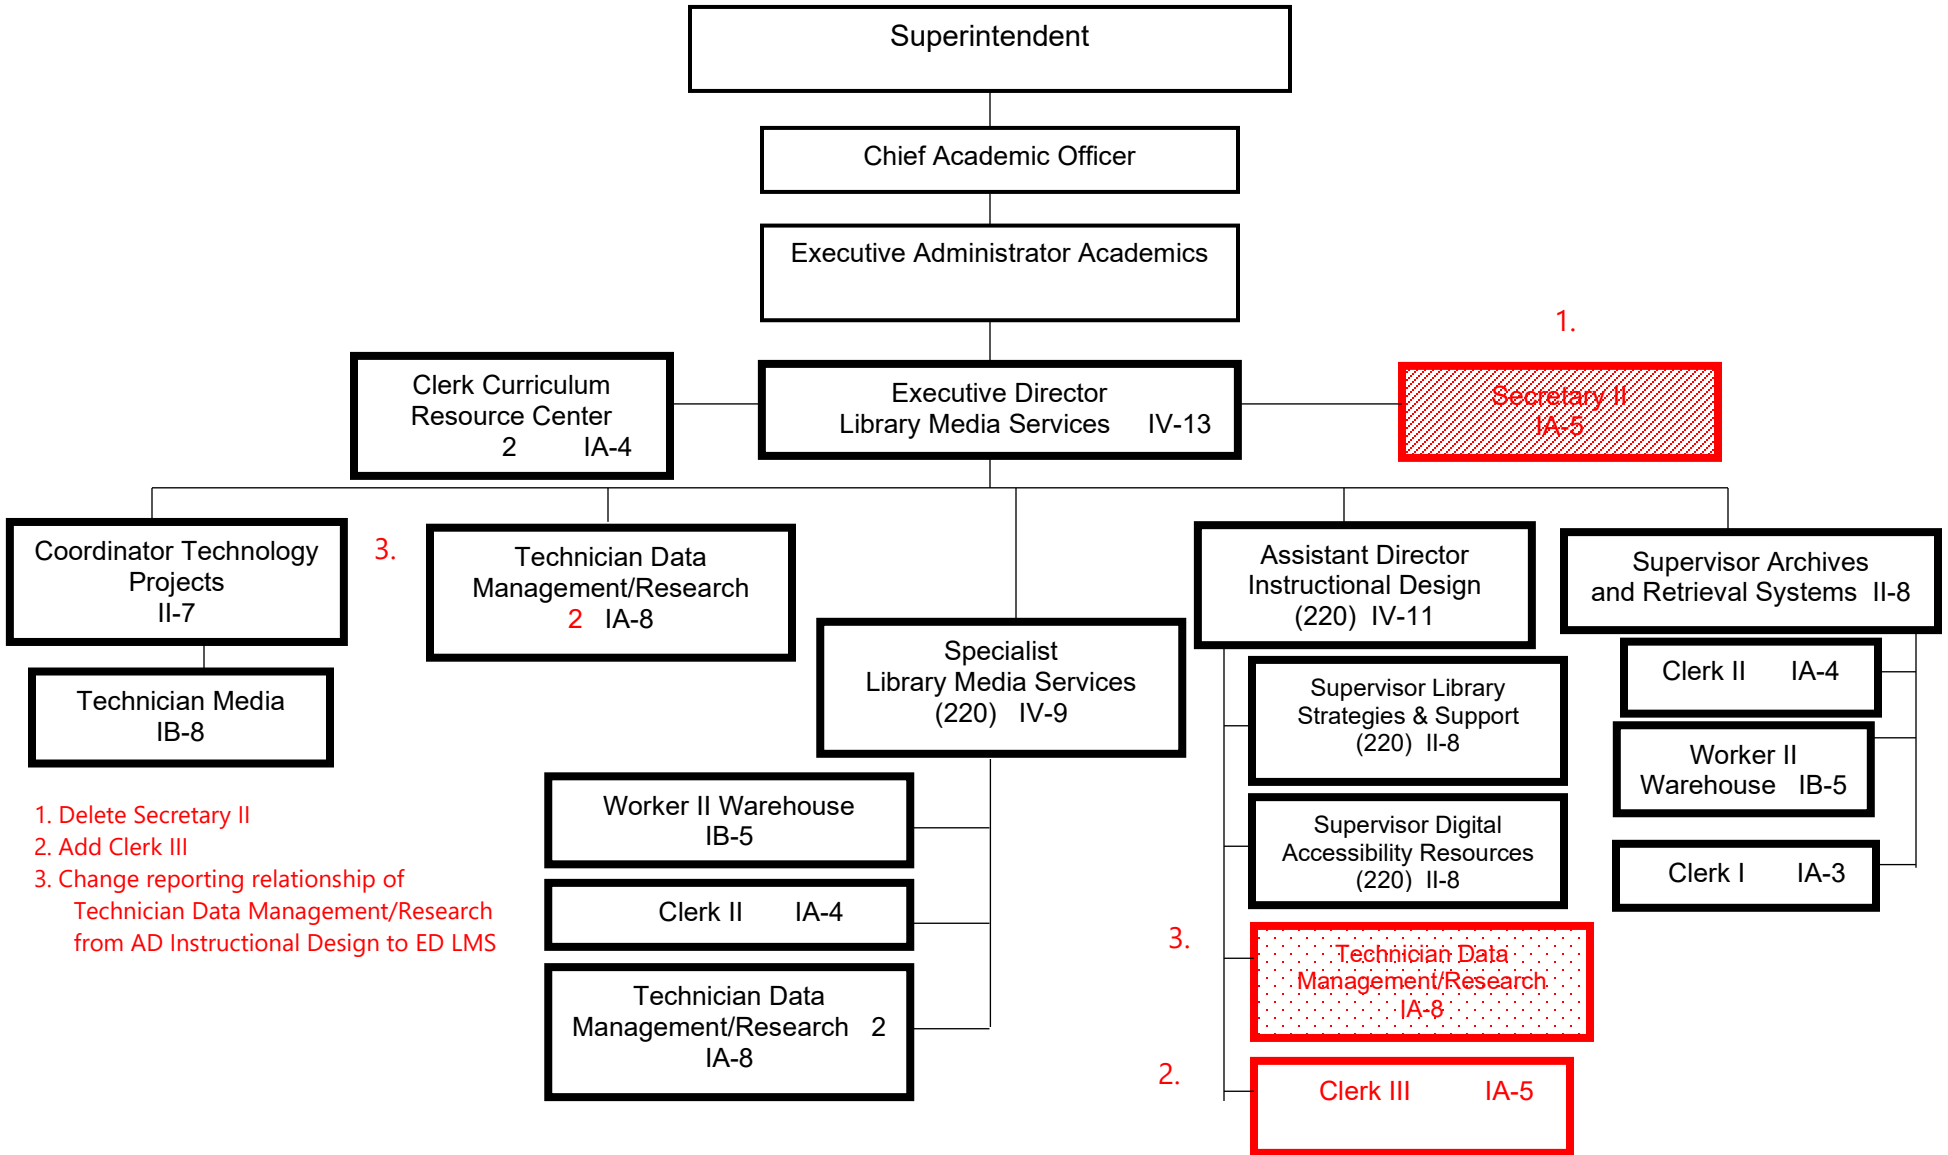 Superintendent
Chief Academic Officer
Executive Administrator Academics
1.
Clerk Curriculum
Resource Center
2 IA-4
Executive Director
Library Media Services IV-13
Secretary II
IA-5
Coordinator Technology
Projects
II-7
3.
Technician Data
Management/Research
2 IA-8
Assistant Director
Instructional Design
(220) IV-11
Supervisor Archives
and Retrieval Systems II-8
Technician Media
IB-8
Specialist
Library Media Services
(220) IV-9
Supervisor Library
Strategies & Support
(220) II-8
Clerk II IA-4
Worker II
Warehouse IB-5
Clerk I IA-3
1. Delete Secretary II
2. Add Clerk III
3. Change reporting relationship of
Technician Data Management/Research
from AD Instructional Design to ED LMS
Worker II Warehouse
IB-5
Clerk II IA-4
Technician Data
Management/Research 2
IA-8
Supervisor Digital
Accessibility Resources
(220) II-8
3.
Technician Data
Management/Research
IA-8
2.
Clerk III IA-5